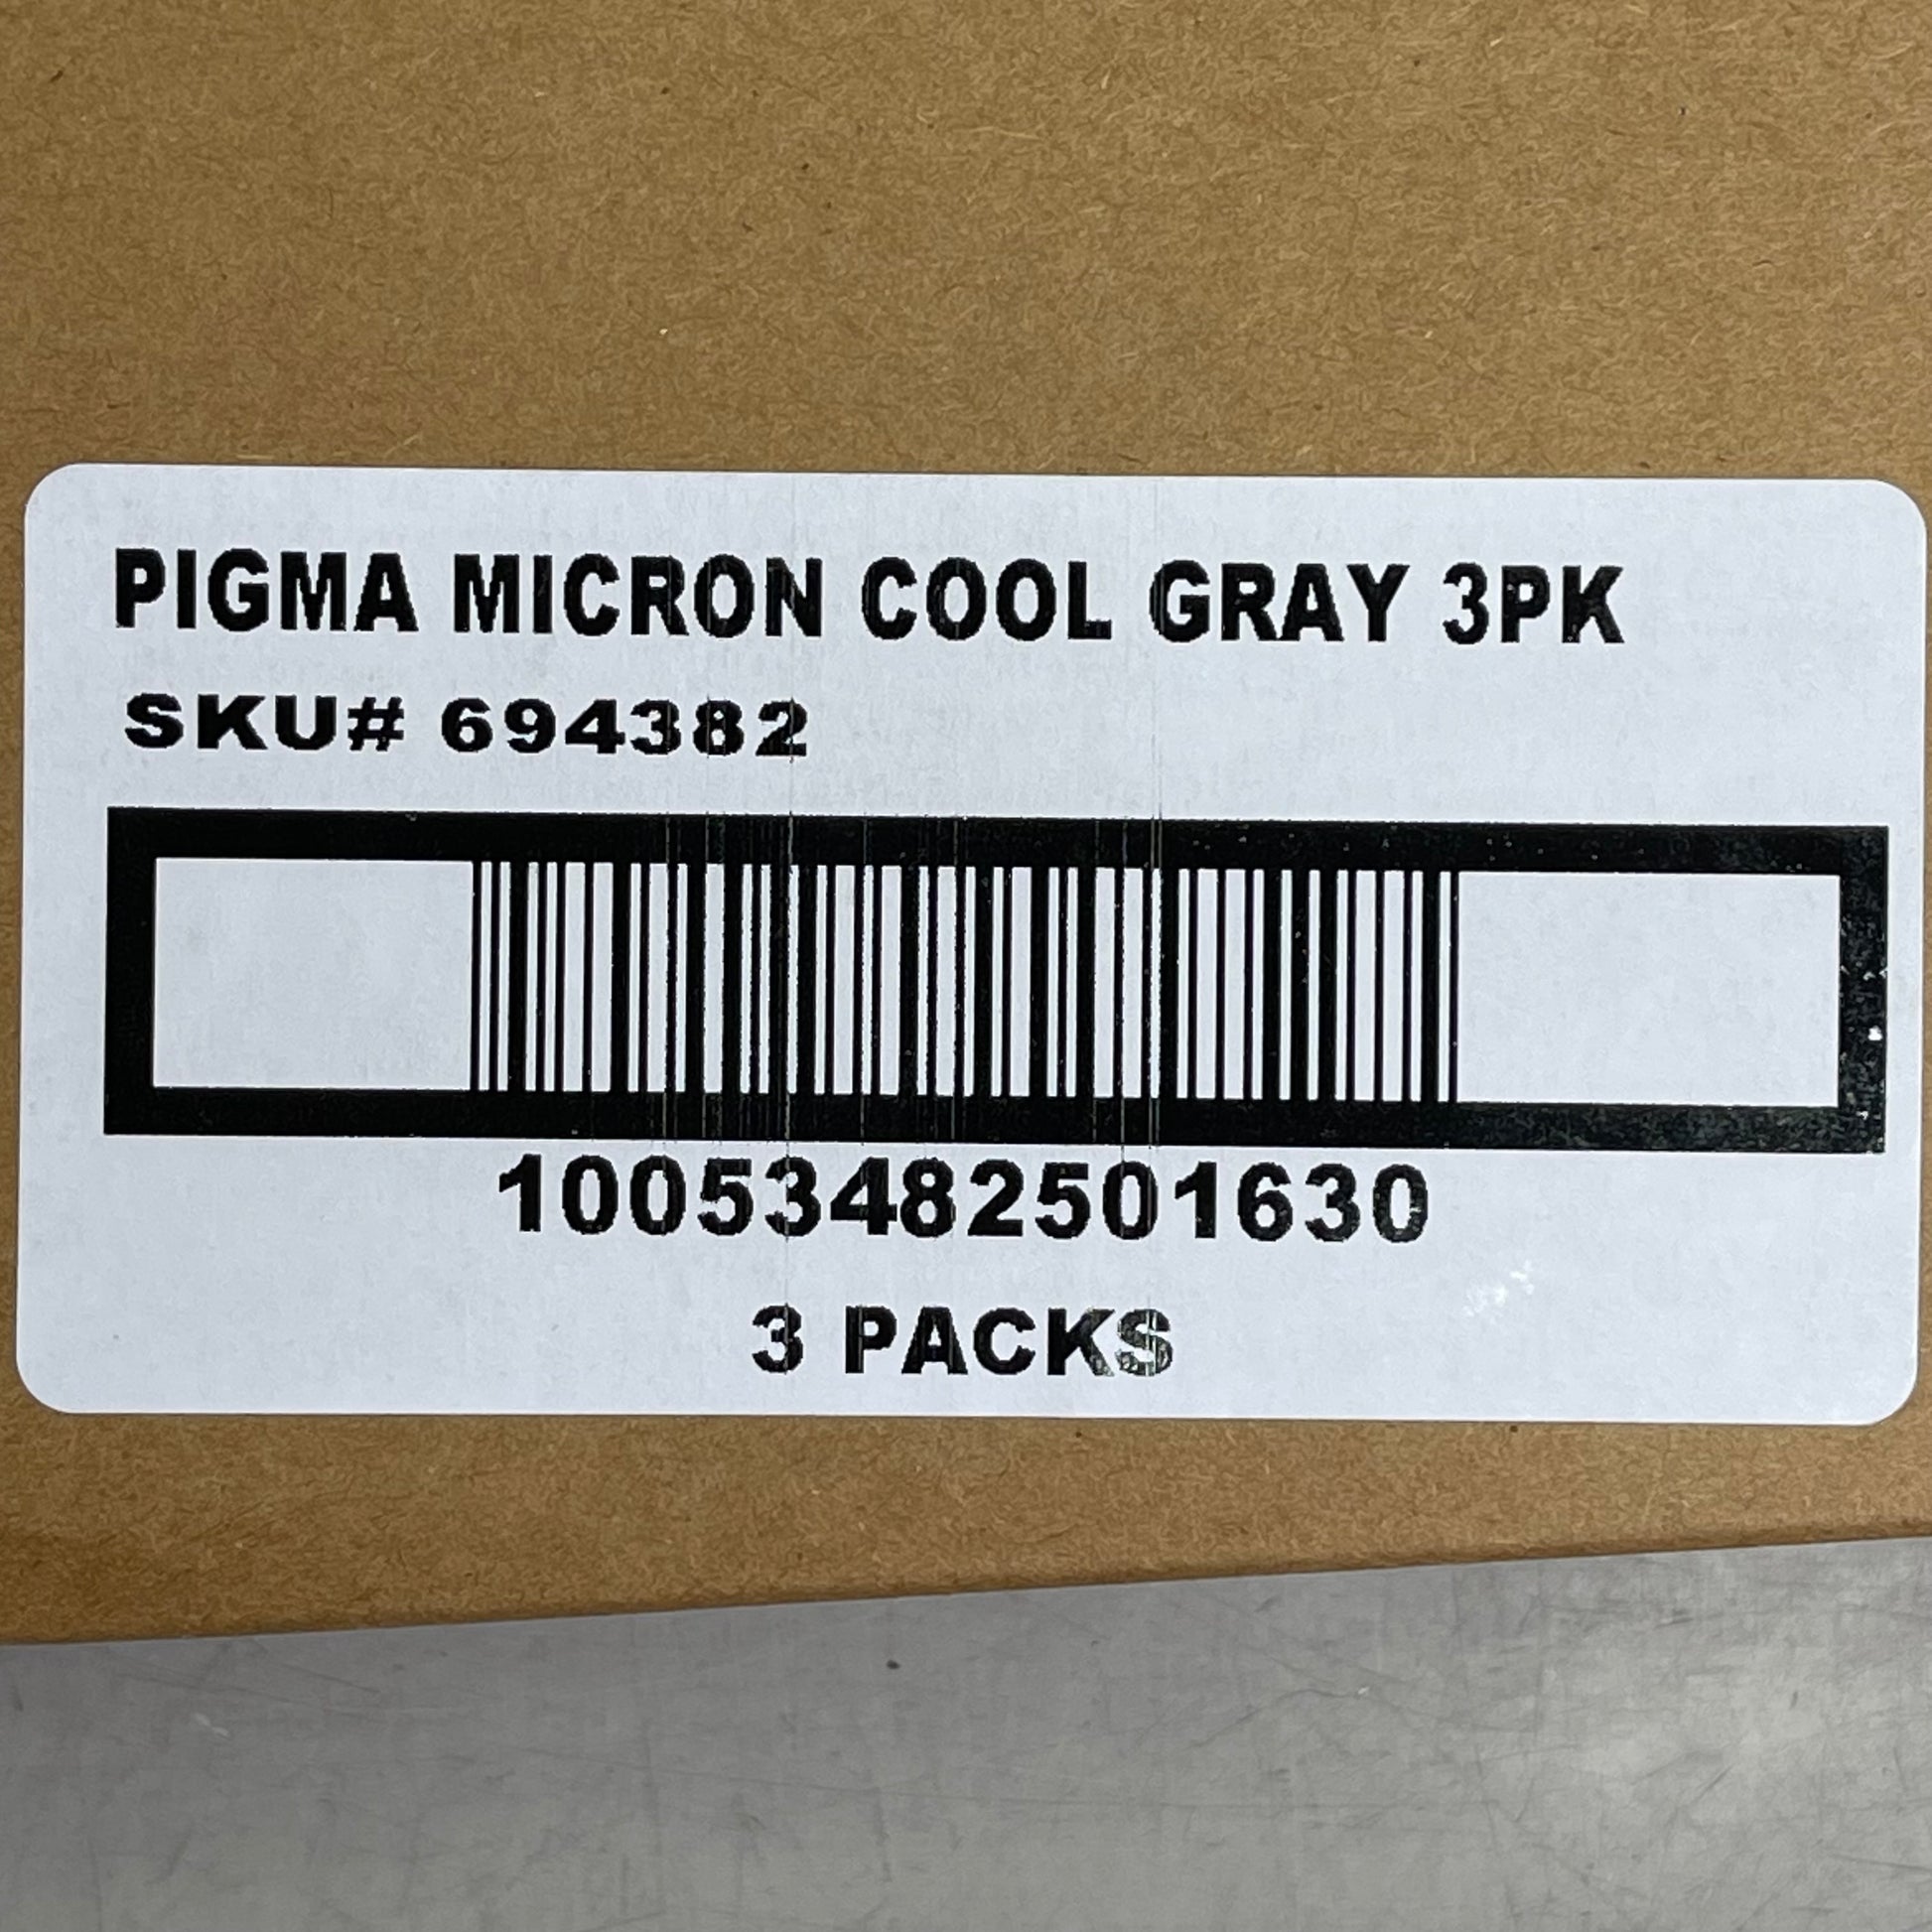 PIGMA MICRON COOL GRAY 3PK
SKU# 694382
10053482501630
3 PACKS